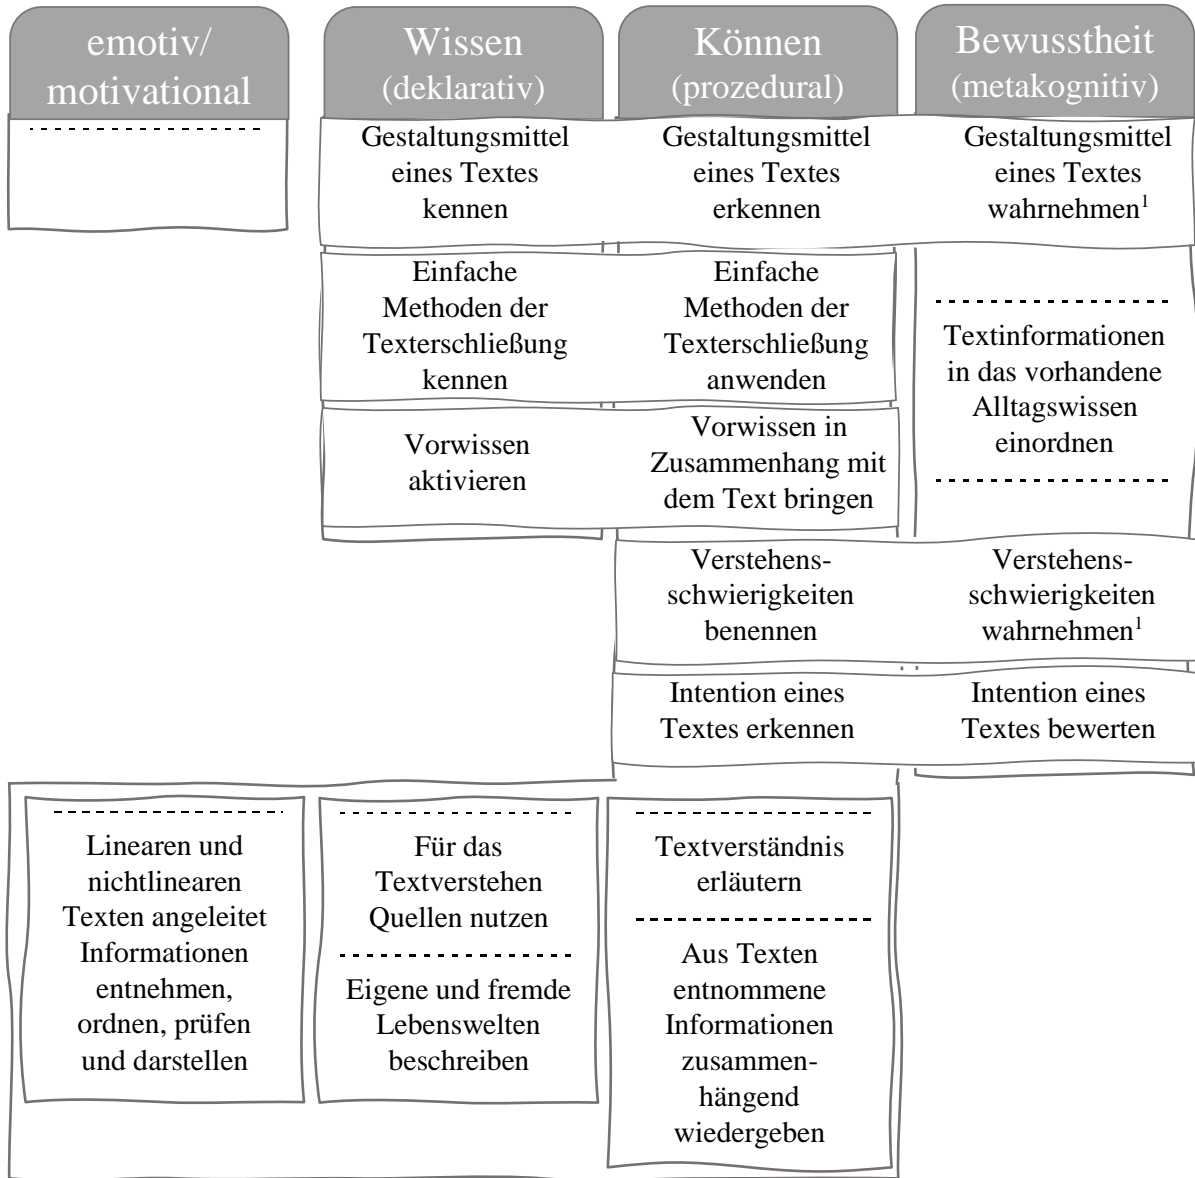 emotiv/
motivational
Wissen
(deklarativ)
Können
(prozedural)
Bewusstheit
(metakognitiv)
Gestaltungsmittel
eines Textes
kennen
Gestaltungsmittel
eines Textes
erkennen
Gestaltungsmittel
eines Textes
wahrnehmen¹
Einfache
Methoden der
Texterschließung
kennen
Einfache
Methoden der
Texterschließung
anwenden
Textinformationen
in das vorhandene
Alltagswissen
einordnen
Vorwissen
aktivieren
Vorwissen in
Zusammenhang mit
dem Text bringen
Verstehens-
schwierigkeiten
benennen
Verstehens-
schwierigkeiten
wahrnehmen¹
Intention eines
Textes erkennen
Intention eines
Textes bewerten
Linearen und
nichtlinearen
Texten angeleitet
Informationen
entnehmen,
ordnen, prüfen
und darstellen
Für das
Textverstehen
Quellen nutzen
Eigene und fremde
Lebenswelten
beschreiben
Textverständnis
erläutern
Aus Texten
entnommene
Informationen
zusammen-
hängend
wiedergeben